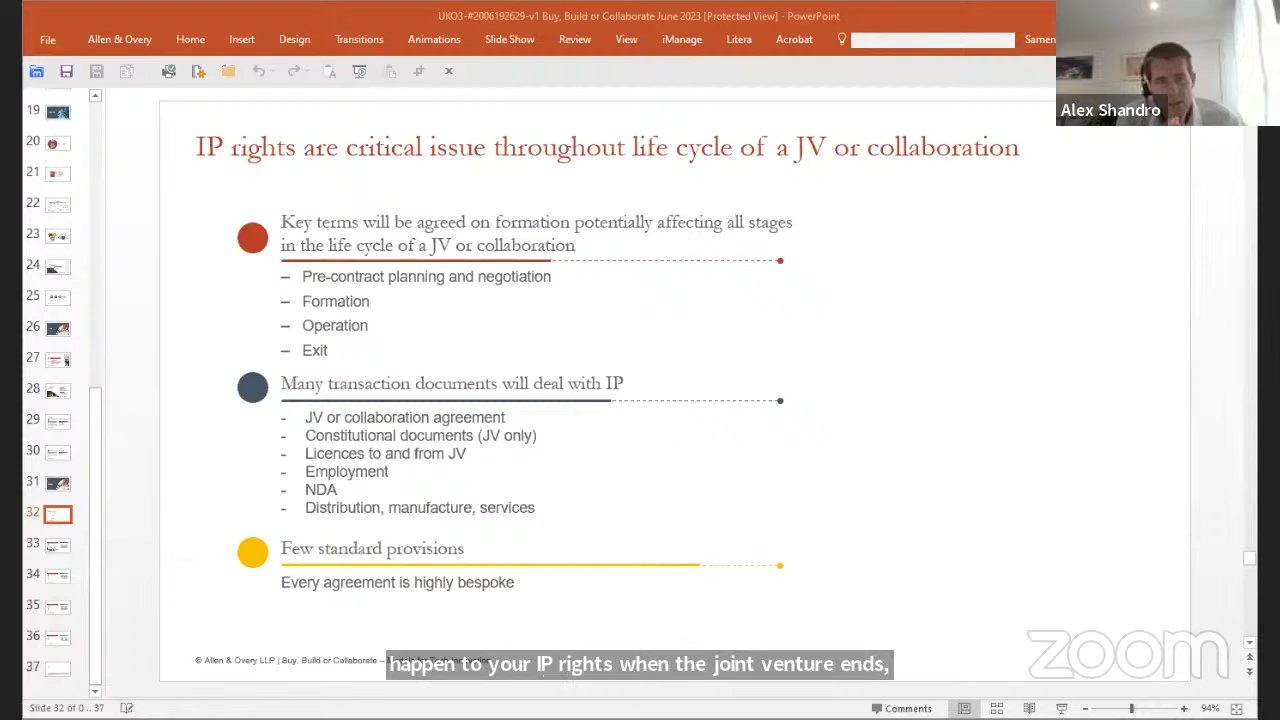 UKO3-#2006192629-v1 Buy, Build or Collaborate June 2023 [Protected View] - PowerPoint
File Allen & Overy Home Insert Design Transitions Animations Slide Show Review View iManage Litera Acrobat Samen
Alex Shandro
19
20
21
22
23
24
25
26
27
28
29
30
31
32
33
34
35
36
37
IP rights are critical issue throughout life cycle of a JV or collaboration
Key terms will be agreed on formation potentially affecting all stages
in the life cycle of a JV or collaboration
– Pre-contract planning and negotiation
– Formation
– Operation
– Exit
Many transaction documents will deal with IP
- JV or collaboration agreement
- Constitutional documents (JV only)
- Licences to and from JV
- Employment
- NDA
- Distribution, manufacture, services
Few standard provisions
Every agreement is highly bespoke
© Allen & Overy LLP | Buy, Build or Collaborate –
happen to your IP rights when the joint venture ends,
zoom
Slide 32 of 0 .. 37
Comments
94%